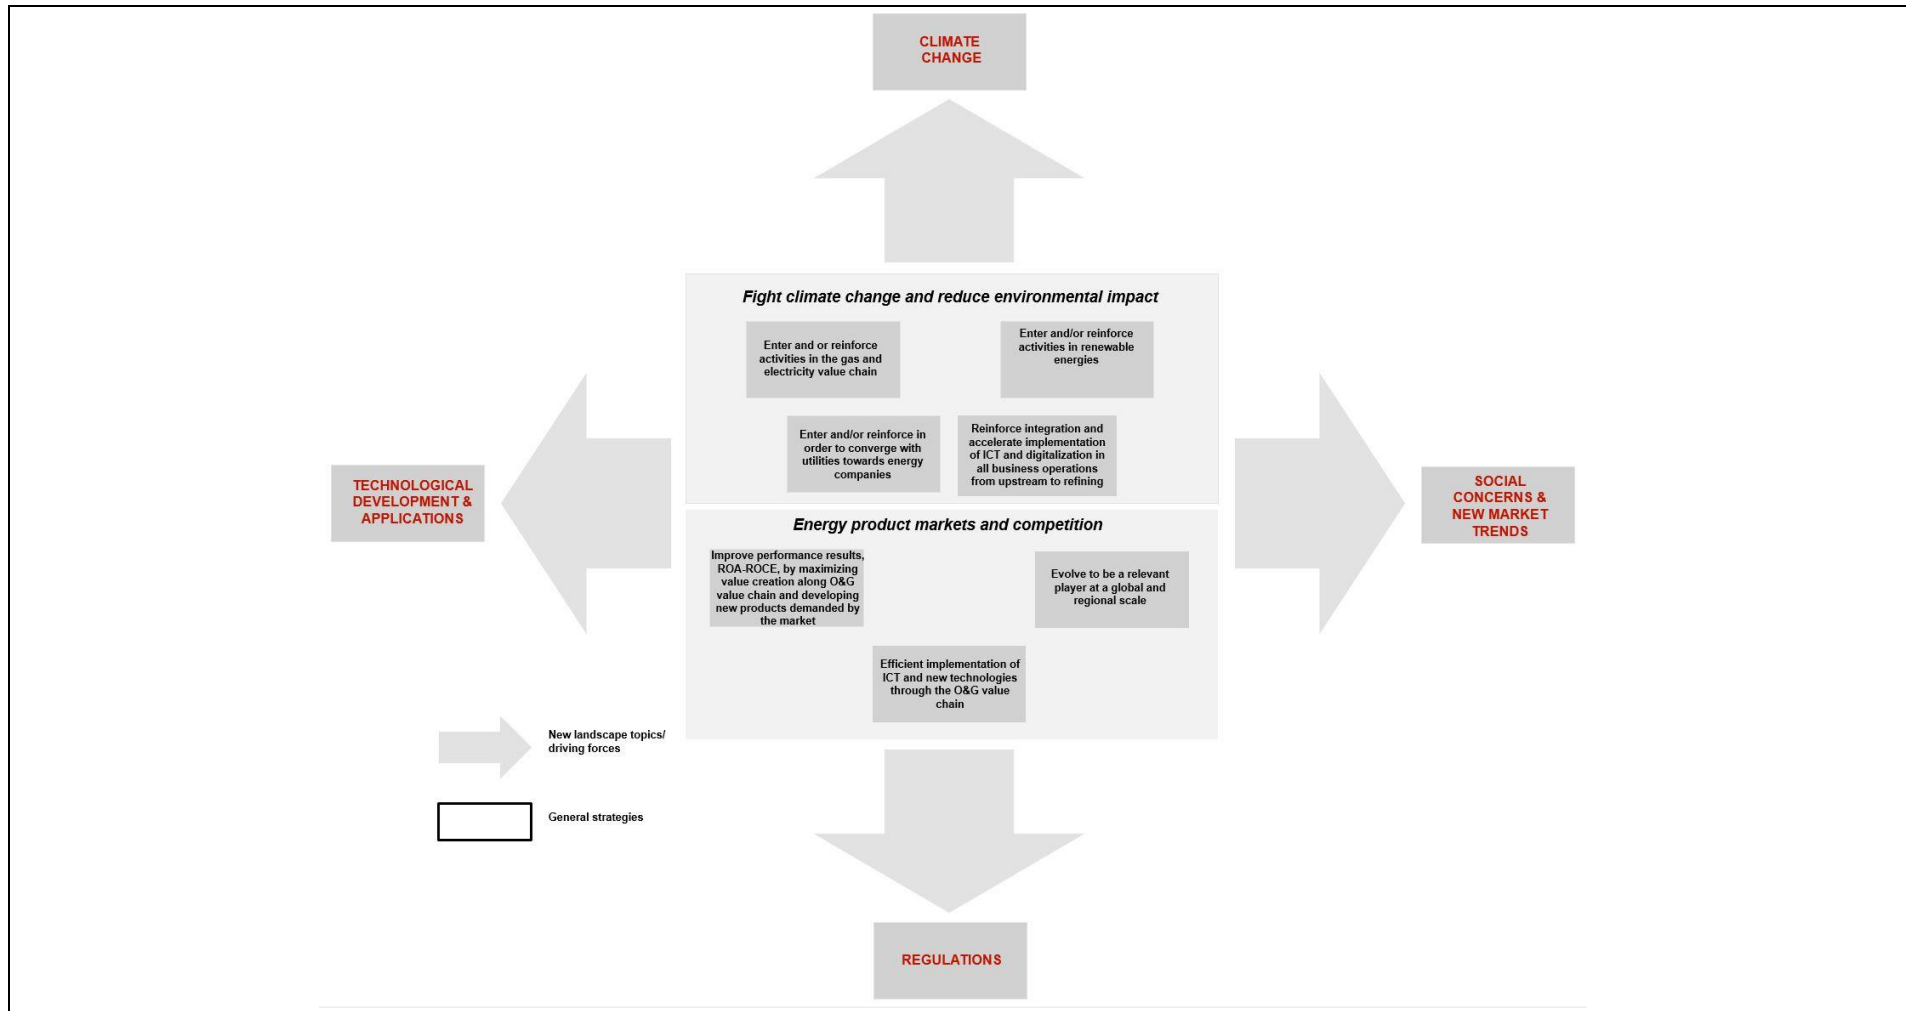 CLIMATE
CHANGE
Fight climate change and reduce environmental impact
Enter and or reinforce
activities in the gas and
electricity value chain
Enter and/or reinforce
activities in renewable
energies
Enter and/or reinforce in
order to converge with
utilities towards energy
companies
Reinforce integration and
accelerate implementation
of ICT and digitalization in
all business operations
from upstream to refining
TECHNOLOGICAL
DEVELOPMENT &
APPLICATIONS
SOCIAL
CONCERNS &
NEW MARKET
TRENDS
Energy product markets and competition
Improve performance results,
ROA-ROCE, by maximizing
value creation along O&G
value chain and developing
new products demanded by
the market
Evolve to be a relevant
player at a global and
regional scale
Efficient implementation of
ICT and new technologies
through the O&G value
chain
New landscape topics/
driving forces
General strategies
REGULATIONS